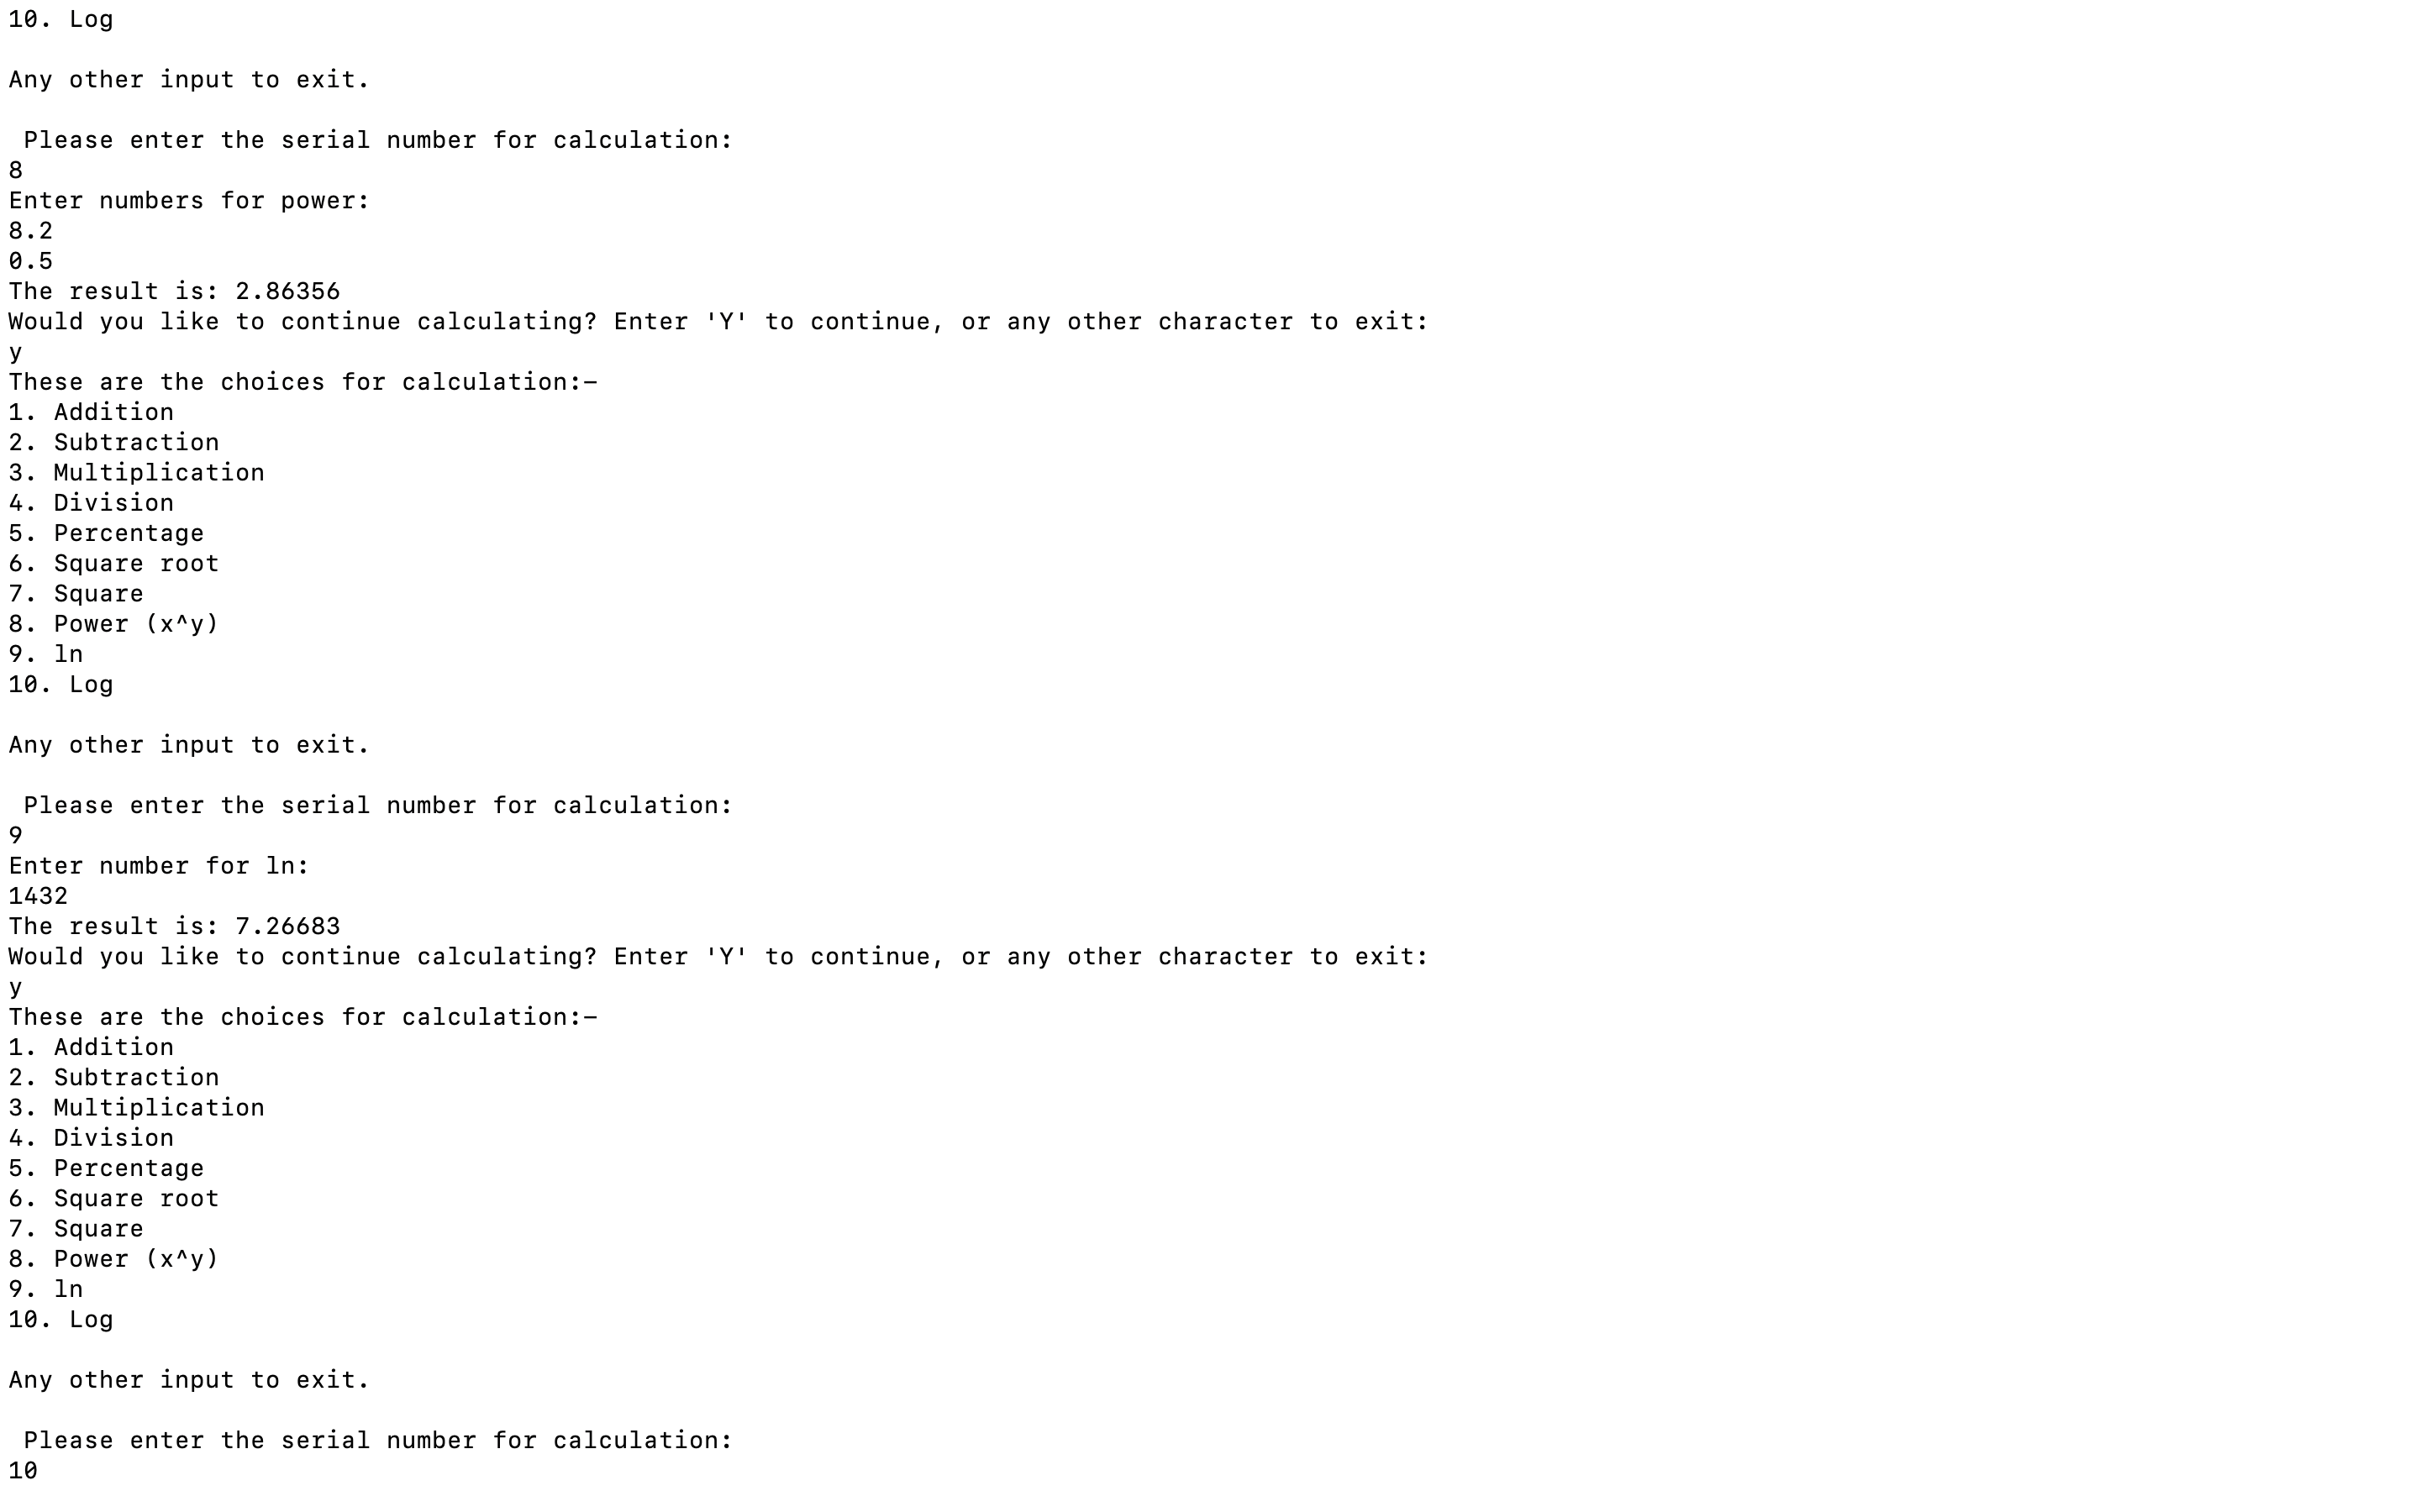 10. Log
Any other input to exit.
Please enter the serial number for calculation:
8
Enter numbers for power:
8.2
0.5
The result is: 2.86356
Would you like to continue calculating? Enter 'Y' to continue, or any other character to exit:
y
These are the choices for calculation:-
1. Addition
2. Subtraction
3. Multiplication
4. Division
5. Percentage
6. Square root
7. Square
8. Power (x^y)
9. ln
10. Log
Any other input to exit.
Please enter the serial number for calculation:
9
Enter number for ln:
1432
The result is: 7.26683
Would you like to continue calculating? Enter 'Y' to continue, or any other character to exit:
y
These are the choices for calculation:-
1. Addition
2. Subtraction
3. Multiplication
4. Division
5. Percentage
6. Square root
7. Square
8. Power (x^y)
9. ln
10. Log
Any other input to exit.
Please enter the serial number for calculation:
10